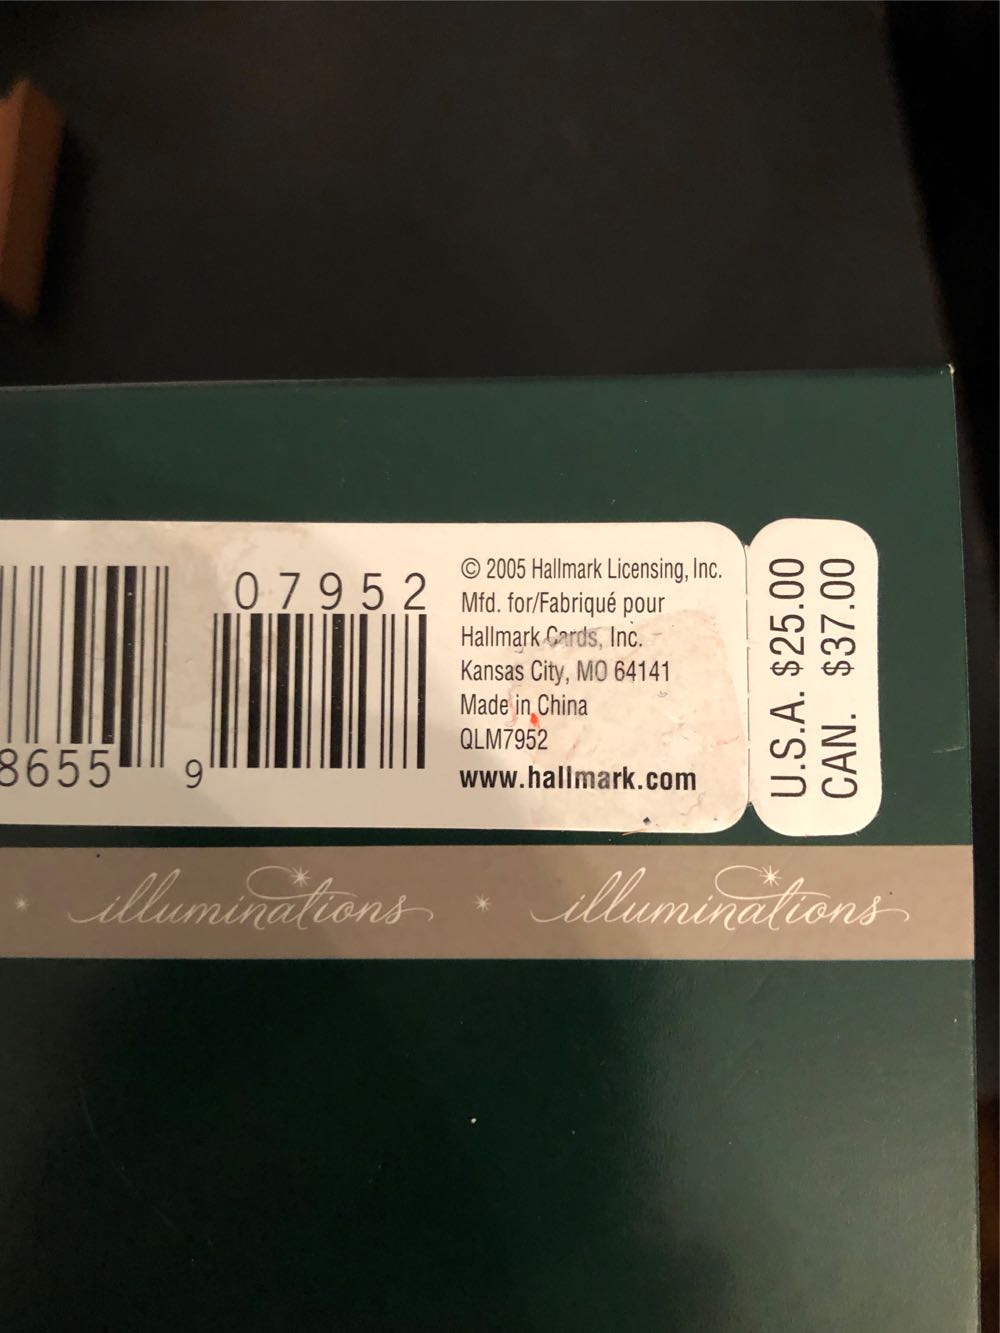 07952
8655 9
© 2005 Hallmark Licensing, Inc.
Mfd. for/Fabriqué pour
Hallmark Cards, Inc.
Kansas City, MO 64141
Made in China
QLM7952
www.hallmark.com
U.S.A. $25.00
CAN. $37.00
illuminations illuminations